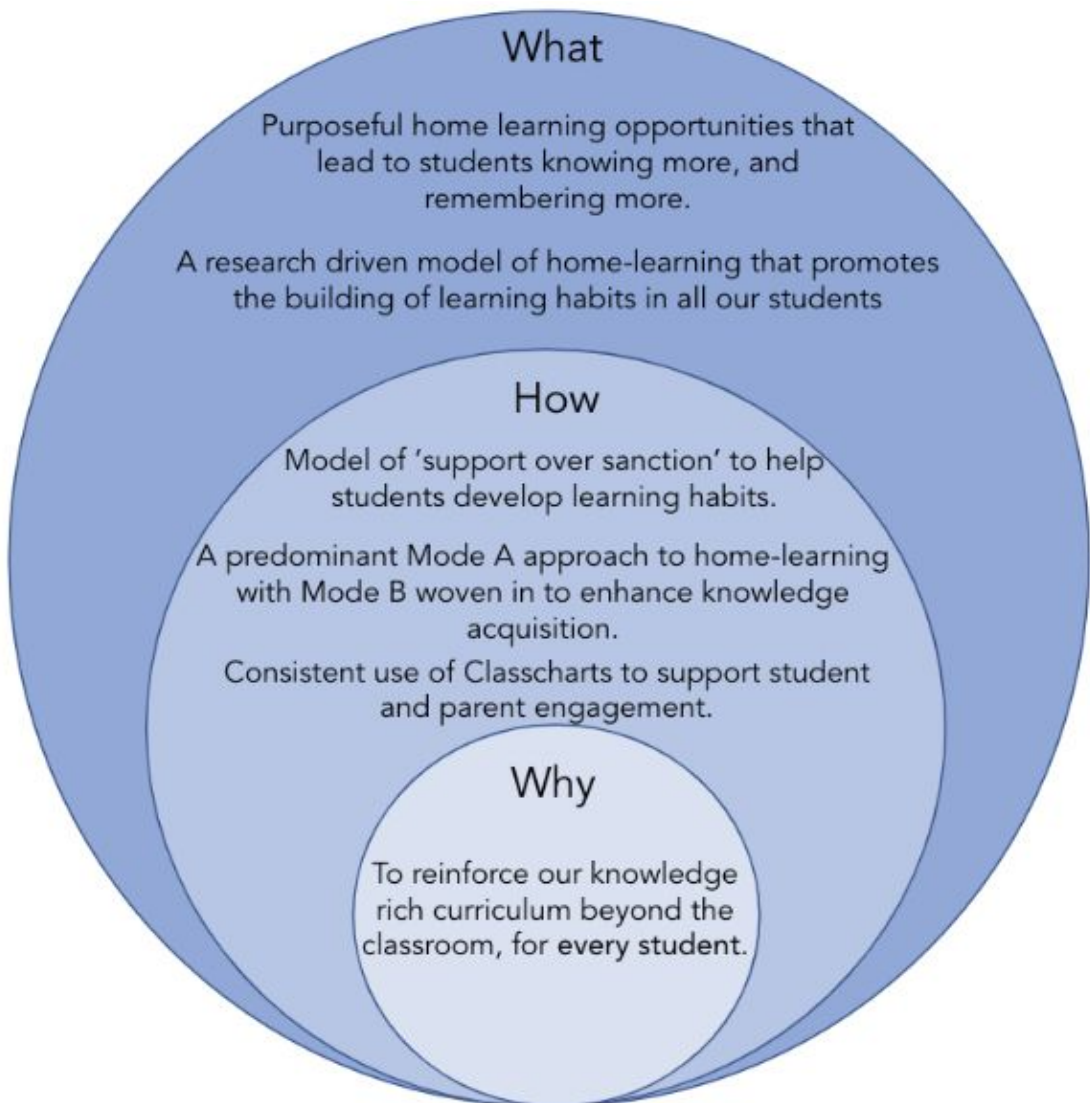 What
Purposeful home learning opportunities that
lead to students knowing more, and
remembering more.
A research driven model of home-learning that promotes
the building of learning habits in all our students
How
Model of ‘support over sanction’ to help
students develop learning habits.
A predominant Mode A approach to home-learning
with Mode B woven in to enhance knowledge
acquisition.
Consistent use of Classcharts to support student
and parent engagement.
Why
To reinforce our knowledge
rich curriculum beyond the
classroom, for every student.